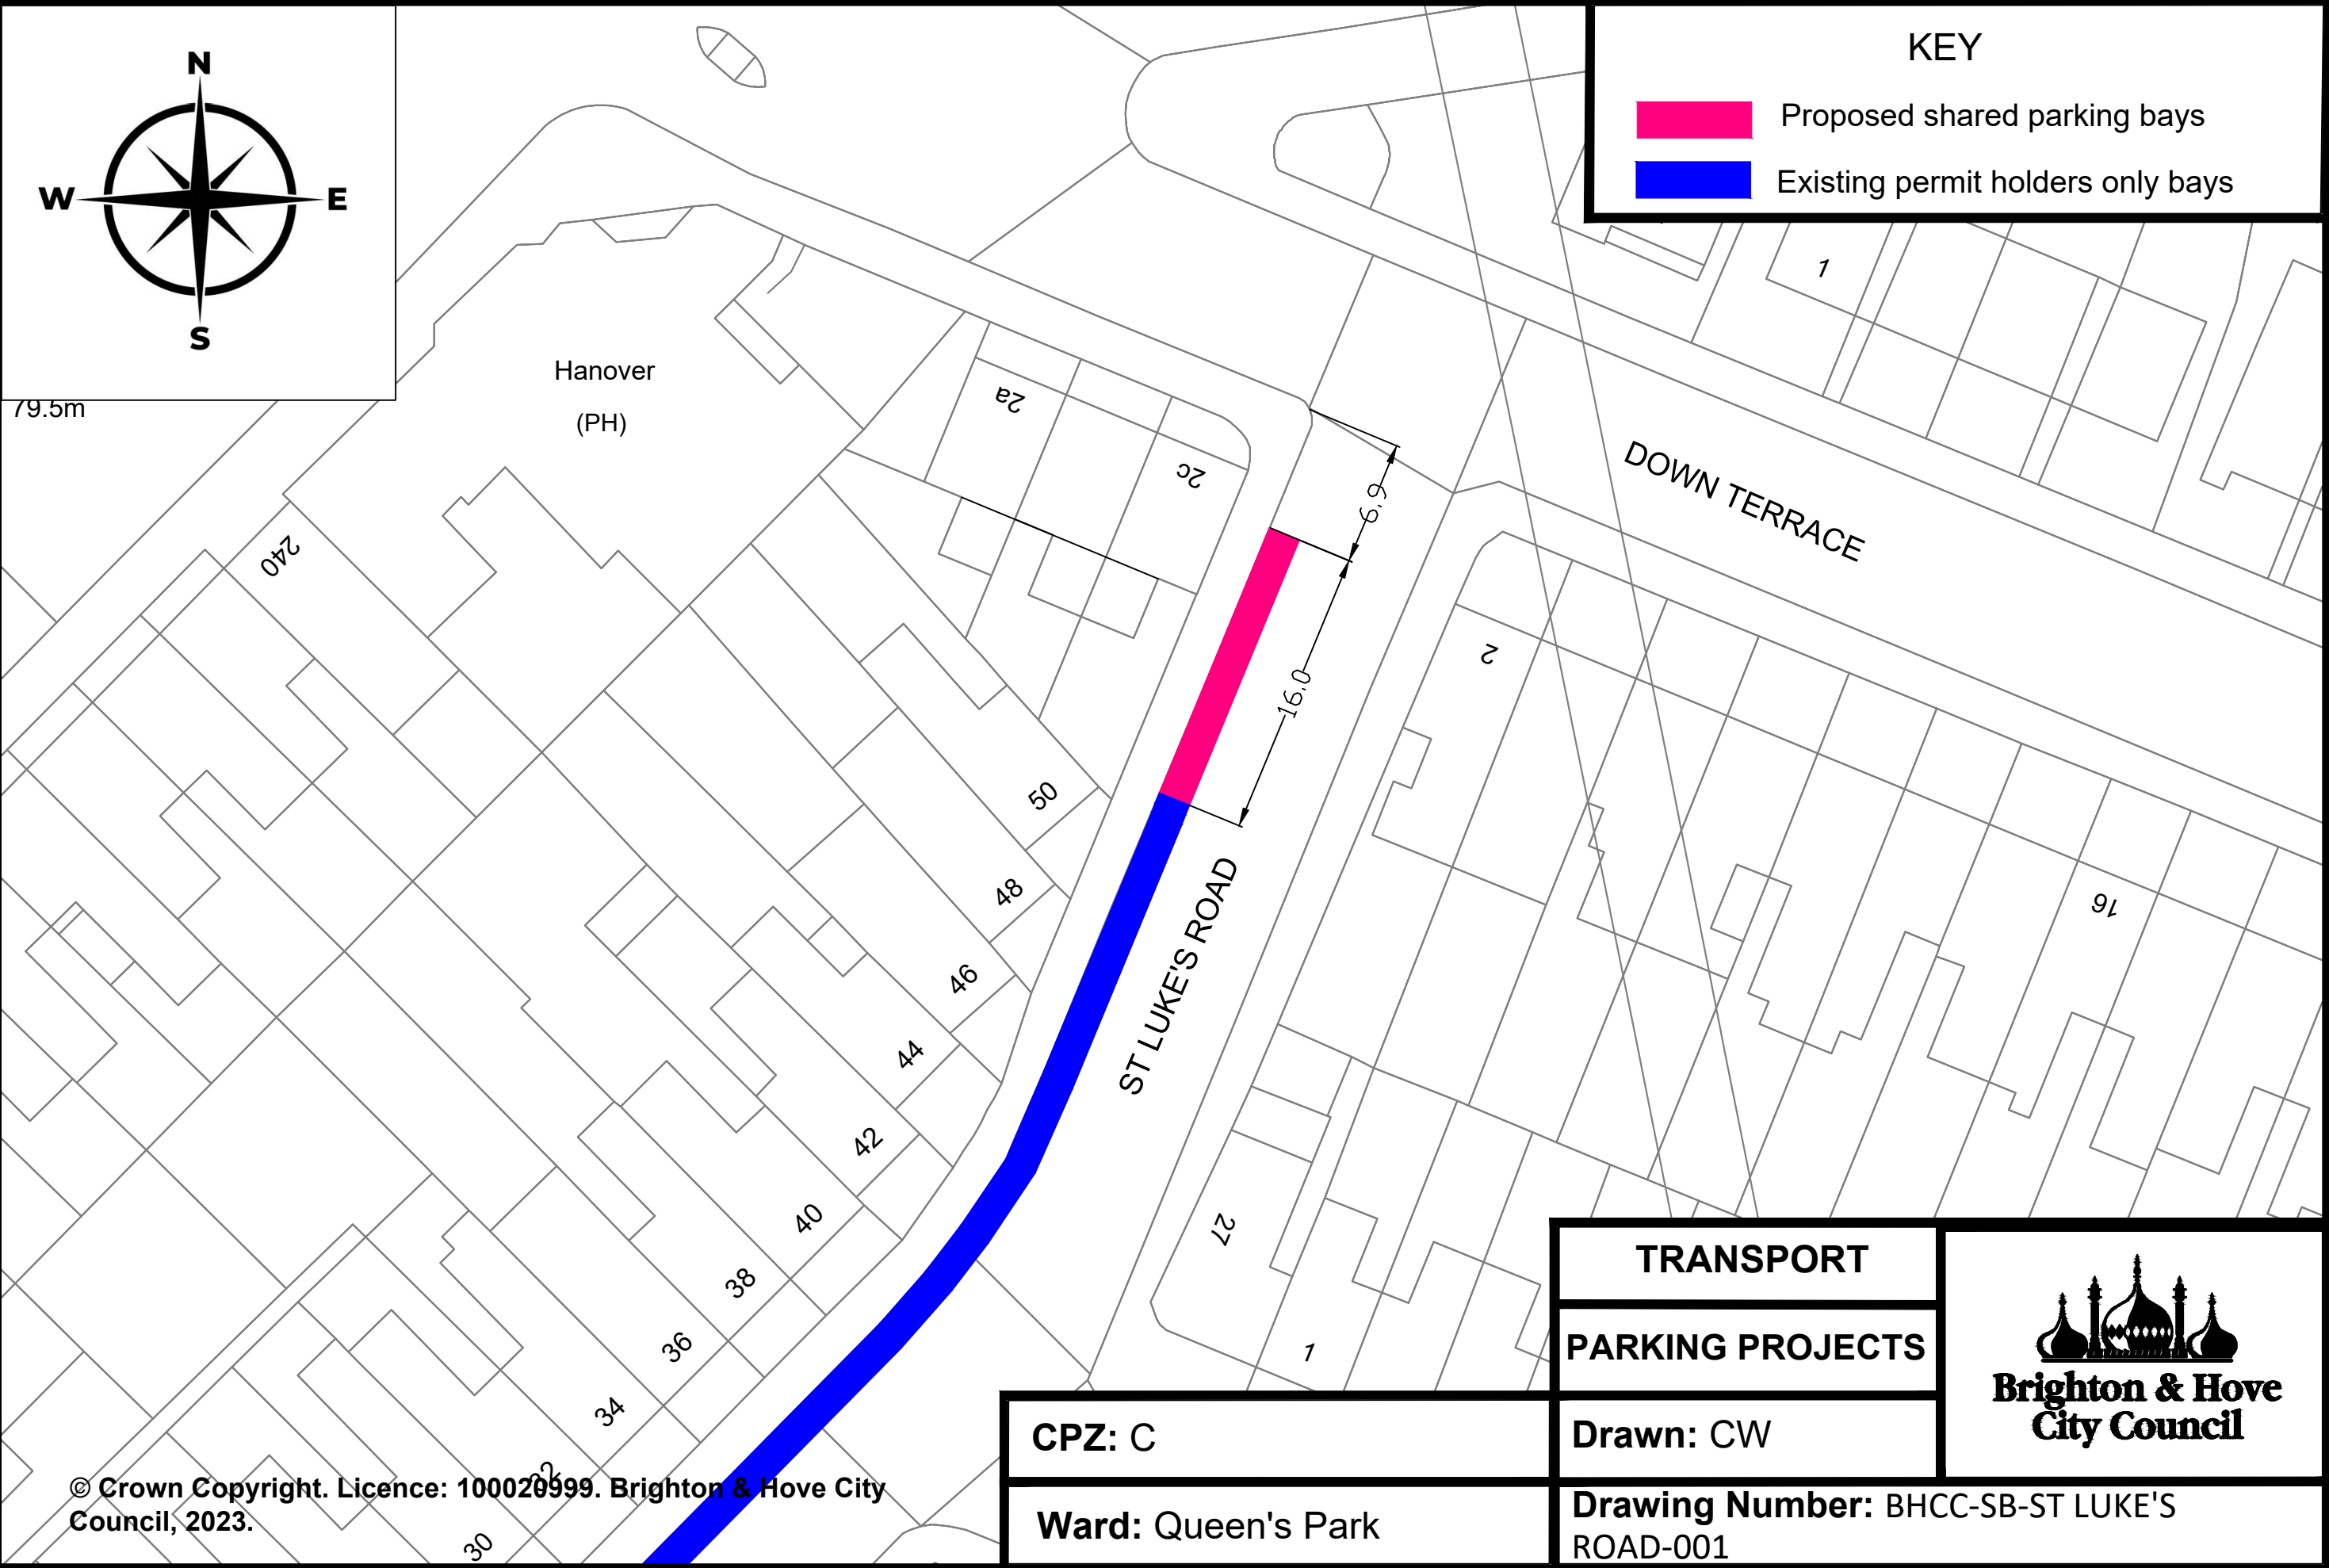 N
W
E
S
79.5m
KEY
Proposed shared parking bays
Existing permit holders only bays
1
Hanover
(PH)
2a
2c
6.9
DOWN TERRACE
240
16.0
2
50
48
16
ST LUKE'S ROAD
46
44
42
40
27
38
36
1
34
32
30
© Crown Copyright. Licence: 100020999. Brighton & Hove City
Council, 2023.
TRANSPORT
PARKING PROJECTS
CPZ: C
Drawn: CW
Ward: Queen's Park
Drawing Number: BHCC-SB-ST LUKE'S
ROAD-001
Brighton & Hove
City Council